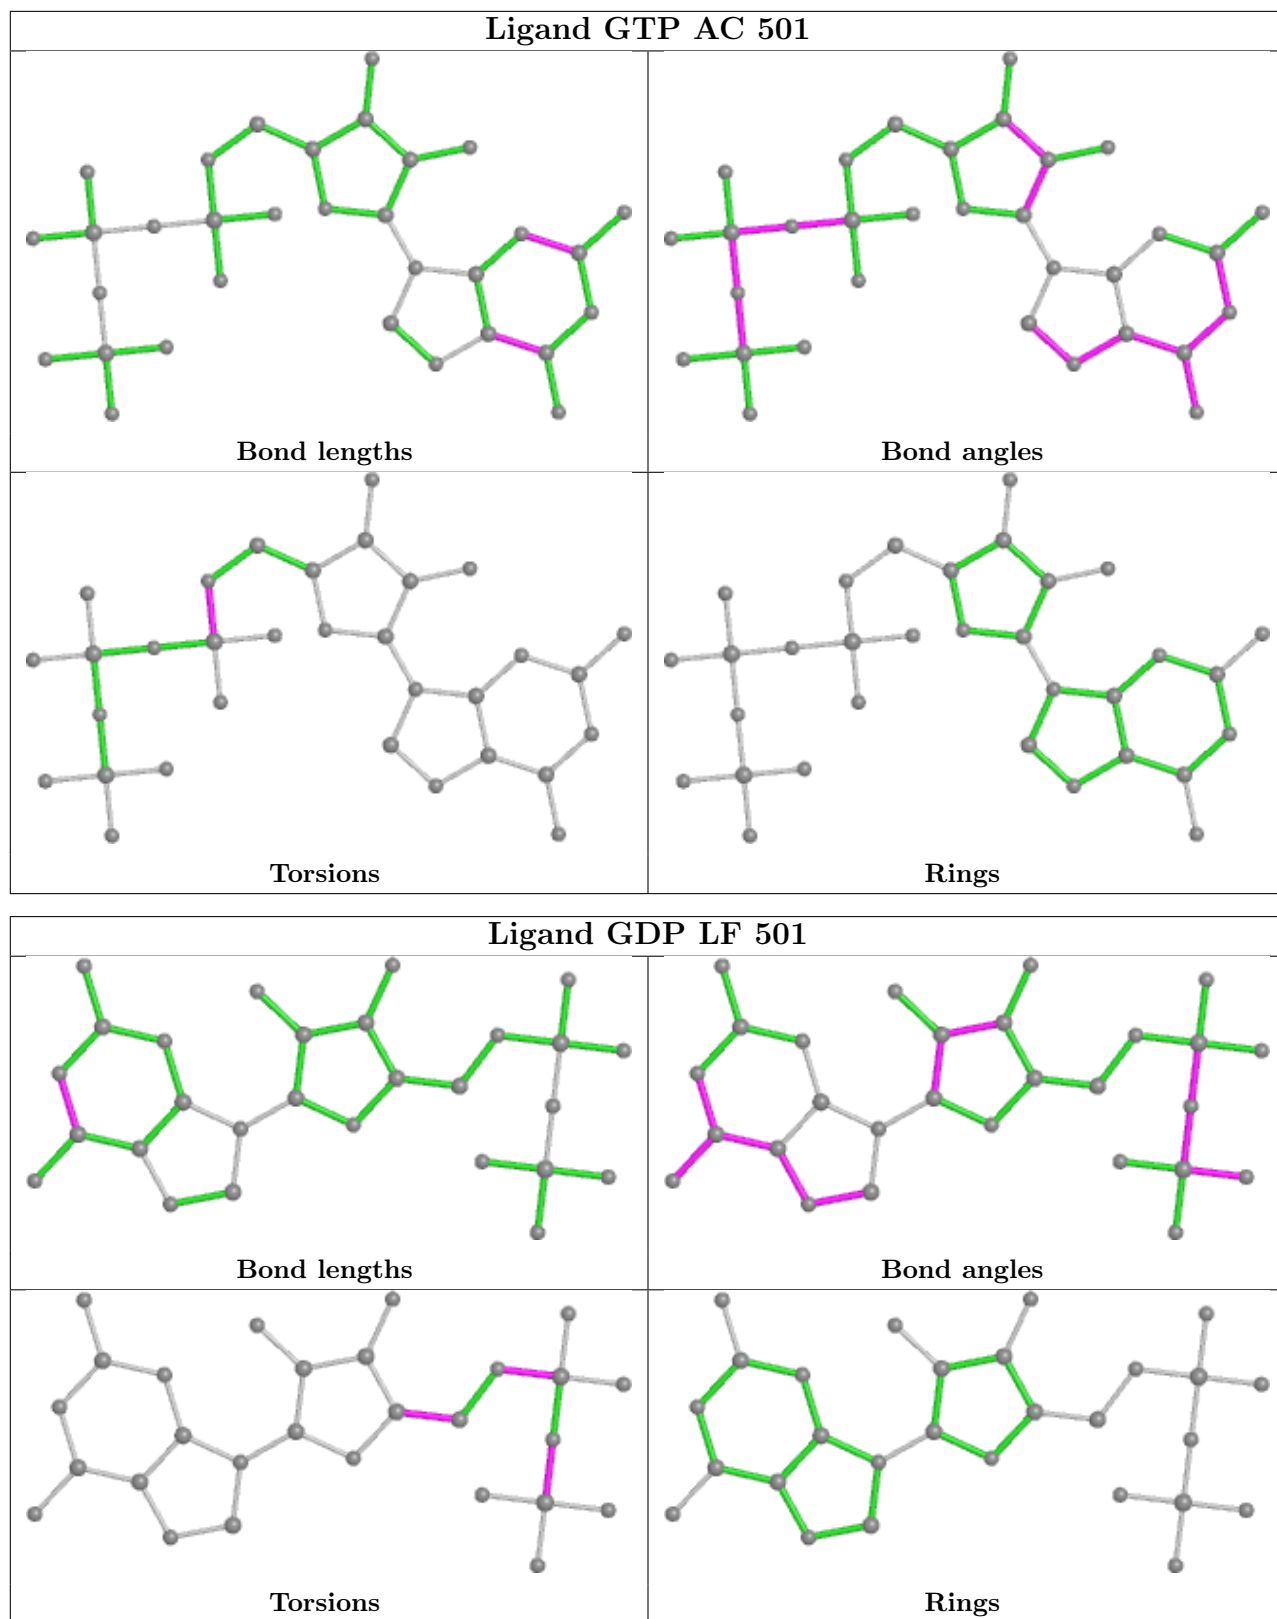 Ligand GTP AC 501
Bond lengths
Bond angles
Torsions
Rings
Ligand GDP LF 501
Bond lengths
Bond angles
Torsions
Rings